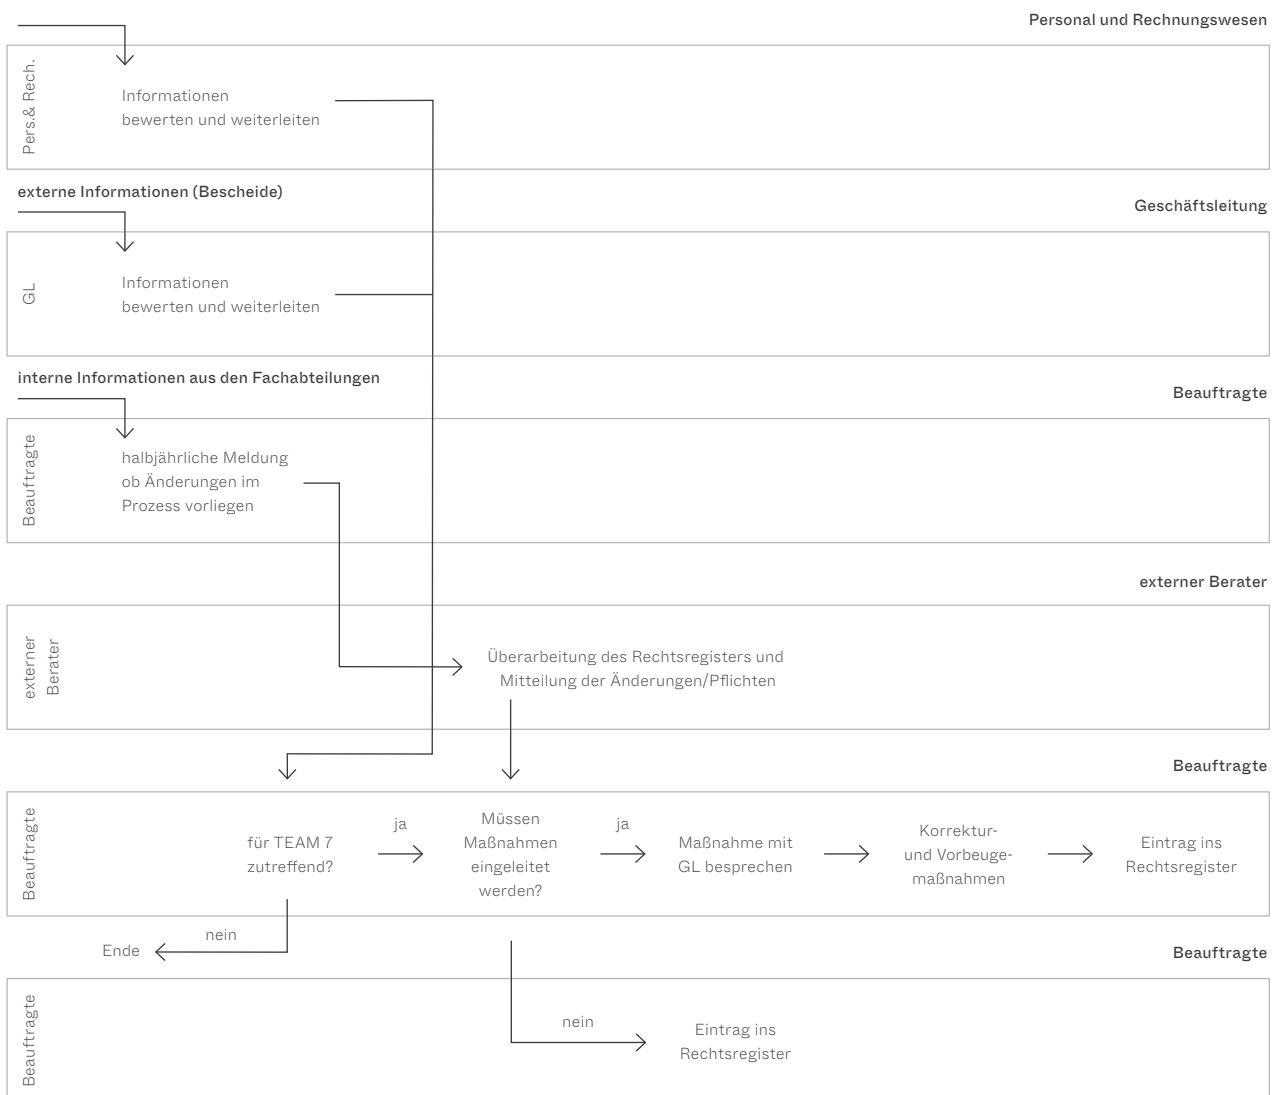 Personal und Rechnungswesen
Pers.& Rech.
Informationen
bewerten und weiterleiten
externe Informationen (Bescheide)
Geschäftsleitung
GL
Informationen
bewerten und weiterleiten
interne Informationen aus den Fachabteilungen
Beauftragte
Beauftragte
halbjährliche Meldung
ob Änderungen im
Prozess vorliegen
externer Berater
externer
Berater
Überarbeitung des Rechtsregisters und
Mitteilung der Änderungen/Pflichten
Beauftragte
Beauftragte
für TEAM 7
zutreffend?
ja
Müssen
Maßnahmen
eingeleitet
werden?
ja
Maßnahme mit
GL besprechen
Korrektur-
und Vorbeuge-
maßnahmen
Eintrag ins
Rechtsregister
nein
Ende
Beauftragte
Beauftragte
nein
Eintrag ins
Rechtsregister